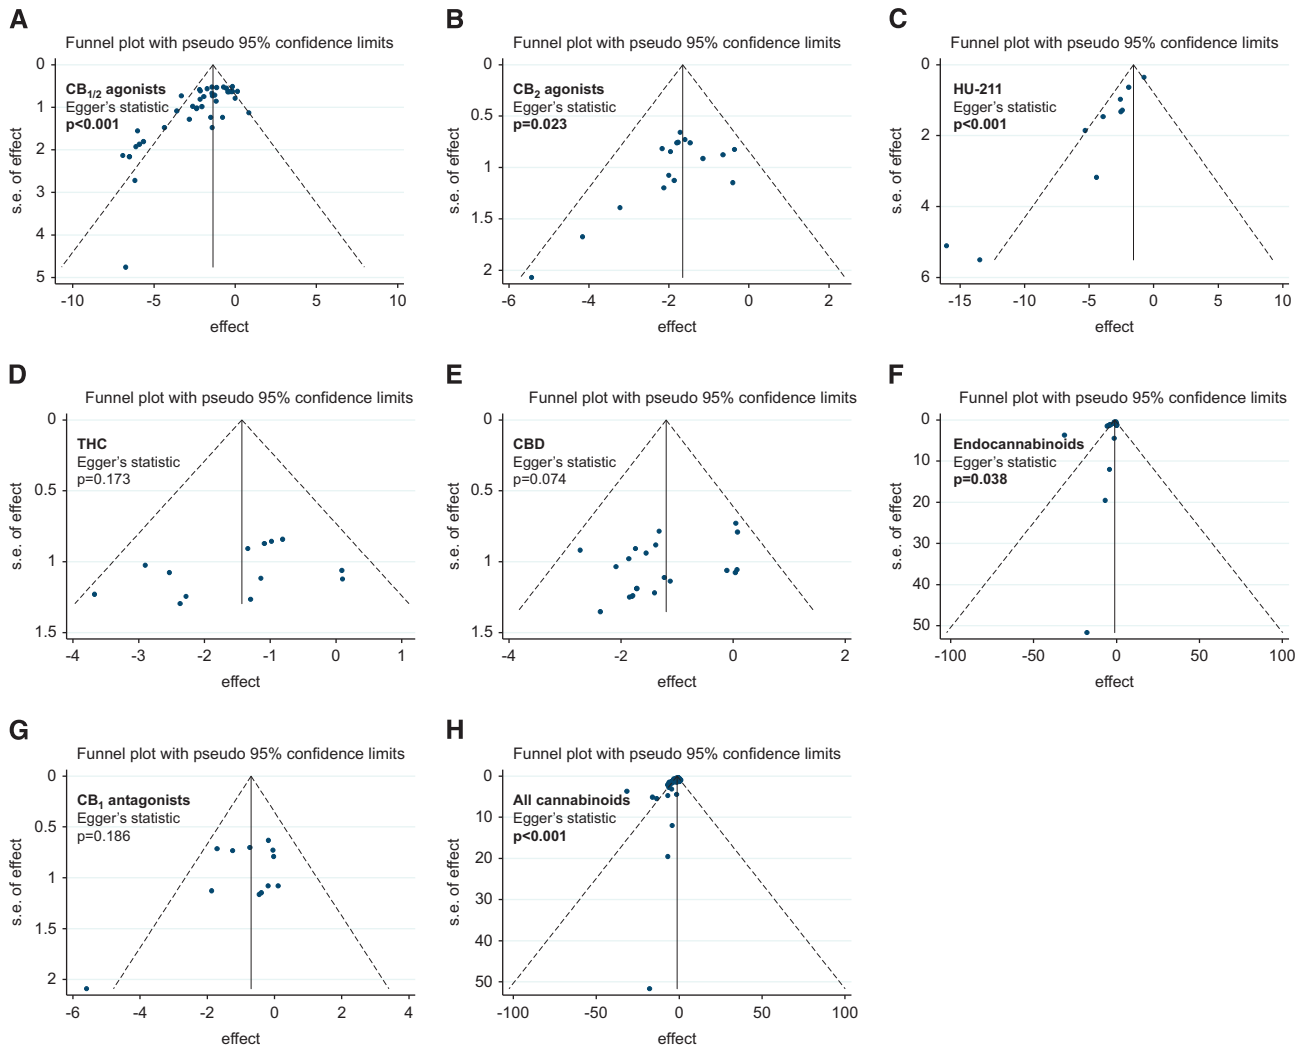 A
Funnel plot with pseudo 95% confidence limits
CB1/2 agonists
Egger's statistic
p<0.001
s.e. of effect
0
1
2
3
4
5
-10
-5
0
5
10
effect
B
Funnel plot with pseudo 95% confidence limits
CB2 agonists
Egger's statistic
p=0.023
s.e. of effect
0
0.5
1
1.5
2
-6
-4
-2
0
2
effect
C
Funnel plot with pseudo 95% confidence limits
HU-211
Egger's statistic
p<0.001
s.e. of effect
0
2
4
6
-15
-10
-5
0
5
10
effect
D
Funnel plot with pseudo 95% confidence limits
THC
Egger's statistic
p=0.173
s.e. of effect
0
0.5
1
1.5
-4
-3
-2
-1
0
1
effect
E
Funnel plot with pseudo 95% confidence limits
CBD
Egger's statistic
p=0.074
s.e. of effect
0
0.5
1
1.5
-4
-2
0
2
effect
F
Funnel plot with pseudo 95% confidence limits
Endocannabinoids
Egger's statistic
p=0.038
s.e. of effect
0
10
20
30
40
50
-100
-50
0
50
100
effect
G
Funnel plot with pseudo 95% confidence limits
CB1 antagonists
Egger's statistic
p=0.186
s.e. of effect
0
0.5
1
1.5
2
-6
-4
-2
0
2
4
effect
H
Funnel plot with pseudo 95% confidence limits
All cannabinoids
Egger's statistic
p<0.001
s.e. of effect
0
10
20
30
40
50
-100
-50
0
50
100
effect